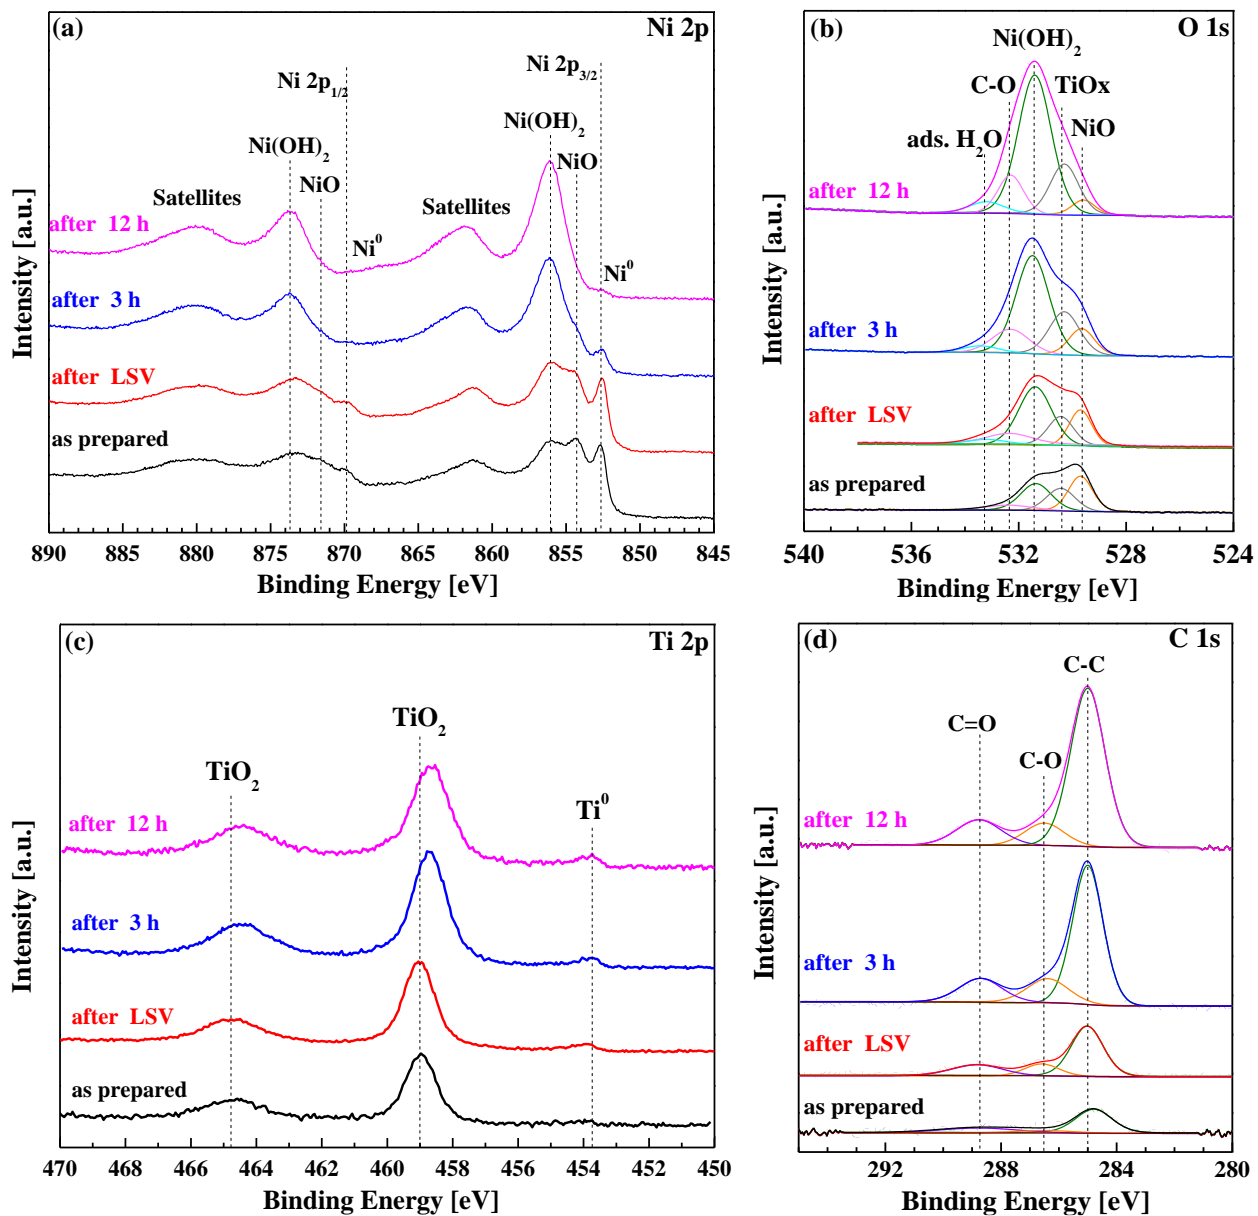 (a)
Ni 2p
Ni 2p3/2
Ni 2p1/2
Ni(OH)2
NiO
Ni(OH)2
NiO
Satellites
Satellites
Ni0
Ni0
after 12 h
after 3 h
after LSV
as prepared
Intensity [a.u.]
890 885 880 875 870 865 860 855 850 845
Binding Energy [eV]
(b)
O 1s
Ni(OH)2
C-O
TiOx
ads. H2O
NiO
after 12 h
after 3 h
after LSV
as prepared
Intensity [a.u.]
540 536 532 528 524
Binding Energy [eV]
(c)
Ti 2p
TiO2
TiO2
Ti0
after 12 h
after 3 h
after LSV
as prepared
Intensity [a.u.]
470 468 466 464 462 460 458 456 454 452 450
Binding Energy [eV]
(d)
C 1s
C-C
C=O
C-O
after 12 h
after 3 h
after LSV
as prepared
Intensity [a.u.]
292 288 284 280
Binding Energy [eV]